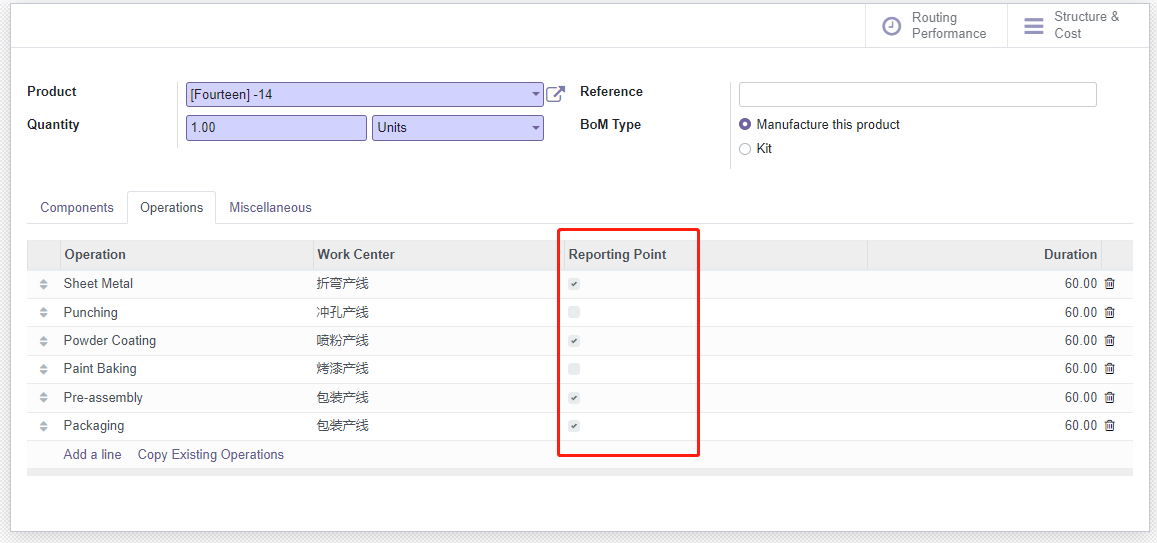 Routing
Performance
Structure &
Cost
Product
[Fourteen] -14
Reference
Quantity
1.00
Units
BoM Type
Manufacture this product
Kit
Components
Operations
Miscellaneous
Operation
Work Center
Reporting Point
Duration
Sheet Metal
折弯产线
60.00
Punching
冲孔产线
60.00
Powder Coating
喷粉产线
60.00
Paint Baking
烤漆产线
60.00
Pre-assembly
包装产线
60.00
Packaging
包装产线
60.00
Add a line
Copy Existing Operations